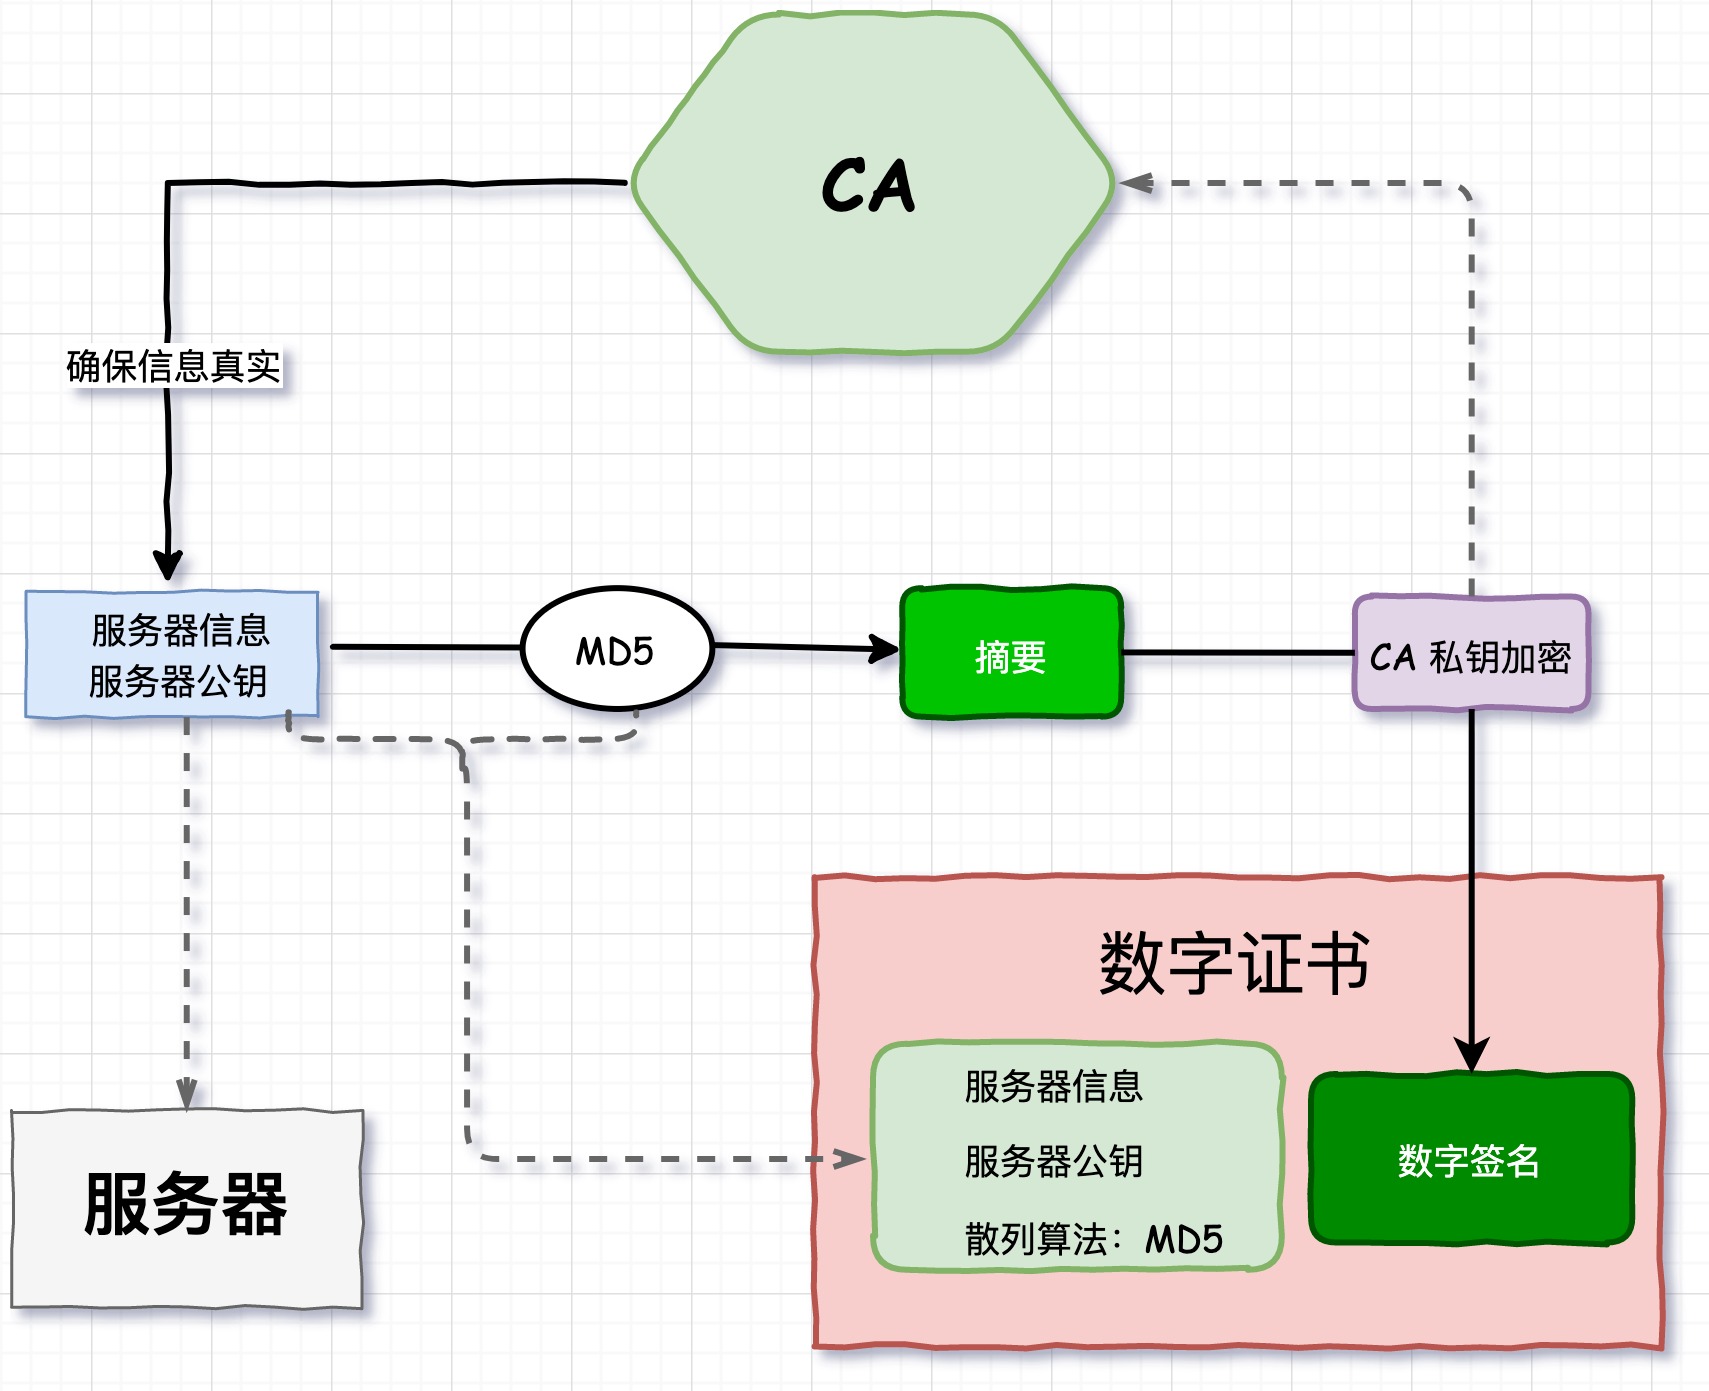 CA
确保信息真实
服务器信息
服务器公钥
MD5
摘要
CA 私钥加密
数字证书
服务器信息
服务器公钥
散列算法：MD5
数字签名
服务器